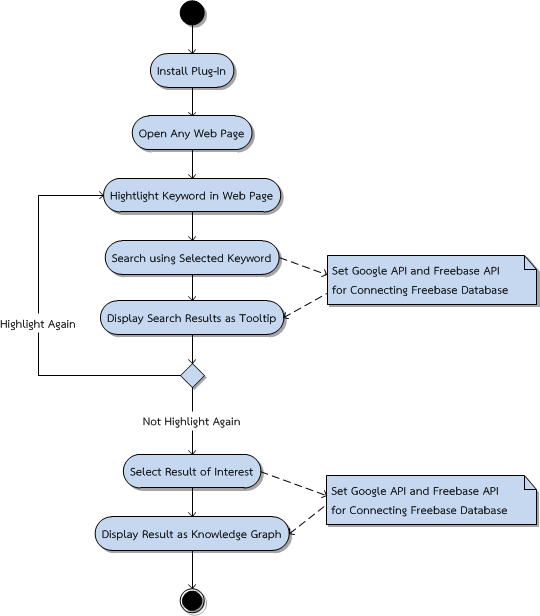 Install Plug-In
Open Any Web Page
Hightlight Keyword in Web Page
Search using Selected Keyword
Set Google API and Freebase API
for Connecting Freebase Database
Display Search Results as Tooltip
Highlight Again
Not Highlight Again
Select Result of Interest
Set Google API and Freebase API
for Connecting Freebase Database
Display Result as Knowledge Graph